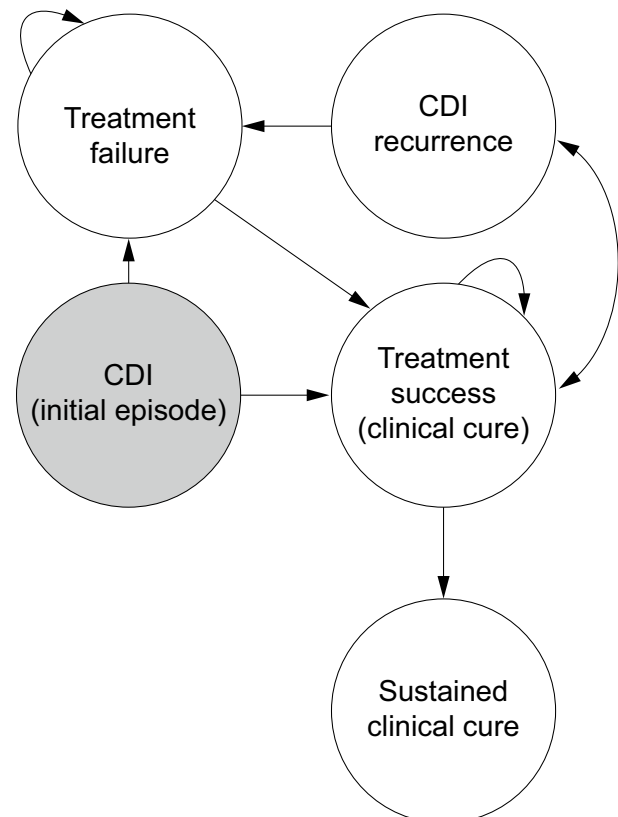 Treatment
failure
CDI
recurrence
CDI
(initial episode)
Treatment
success
(clinical cure)
Sustained
clinical cure